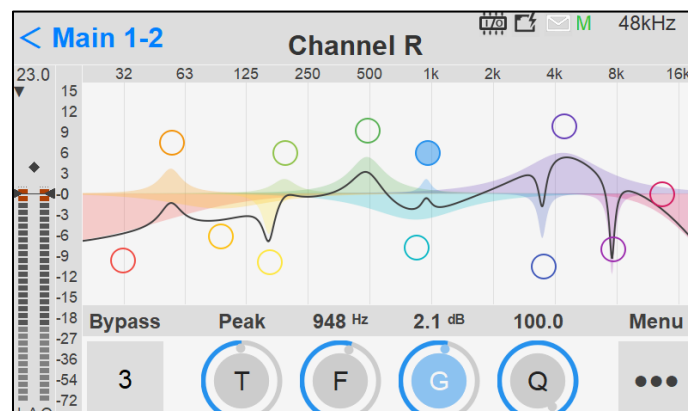 I/O M 48kHz
< Main 1-2
Channel R
23.0 32 63 125 250 500 1k 2k 4k 8k 16k
15
12
9
6
3
-0
-3
-6
-9
-12
-15
-18
-27
-36
-54
-72
Bypass Peak 948 Hz 2.1 dB 100.0 Menu
3 T F G Q •••